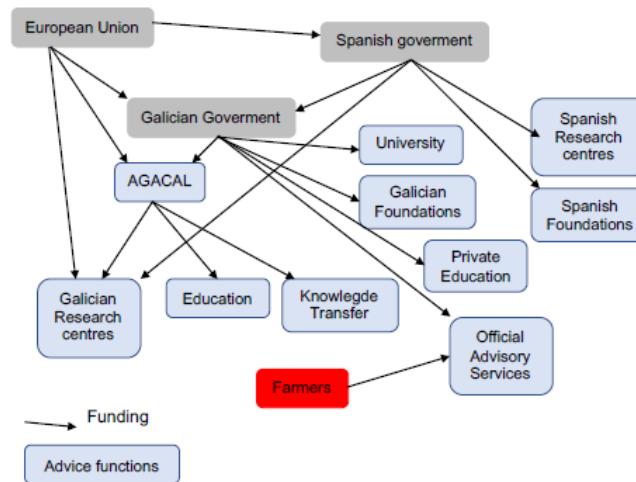 European Union
Spanish goverment
Galician Goverment
University
Spanish
Research
centres
AGACAL
Galician
Foundations
Spanish
Foundations
Private
Education
Galician
Research
centres
Education
Knowlegde
Transfer
Official
Advisory
Services
Farmers
Funding
Advice functions